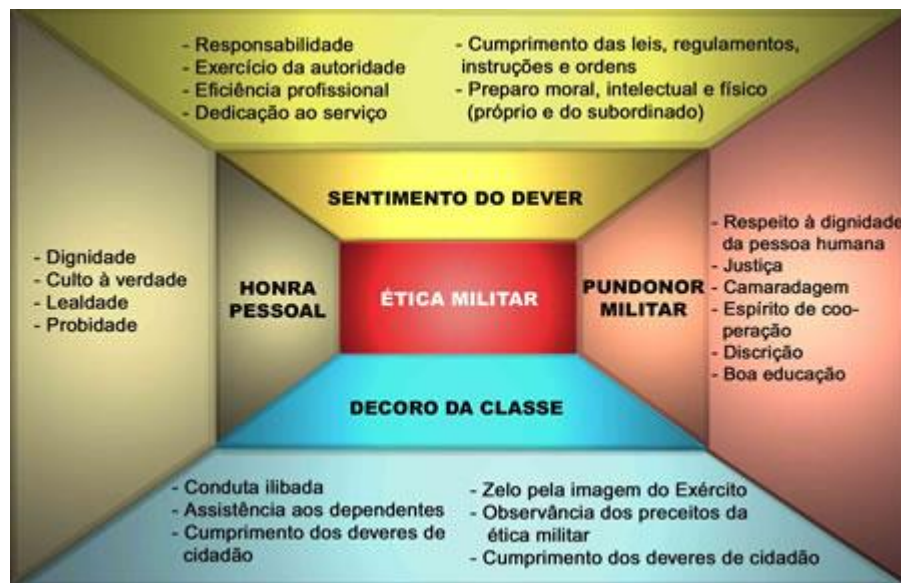 - Responsabilidade
- Exercício da autoridade
- Eficiência profissional
- Dedicação ao serviço
- Cumprimento das leis, regulamentos,
instruções e ordens
- Preparo moral, intelectual e físico
(próprio e do subordinado)
SENTIMENTO DO DEVER
- Dignidade
- Culto à verdade
- Lealdade
- Probidade
HONRA
PESSOAL
ÉTICA MILITAR
PUNDONOR
MILITAR
- Respeito à dignidade
da pessoa humana
- Justiça
- Camaradagem
- Espírito de coo-
peração
- Discrição
- Boa educação
DECORO DA CLASSE
- Conduta ilibada
- Assistência aos dependentes
- Cumprimento dos deveres de
cidadão
- Zelo pela imagem do Exército
- Observância dos preceitos da
ética militar
- Cumprimento dos deveres de cidadão